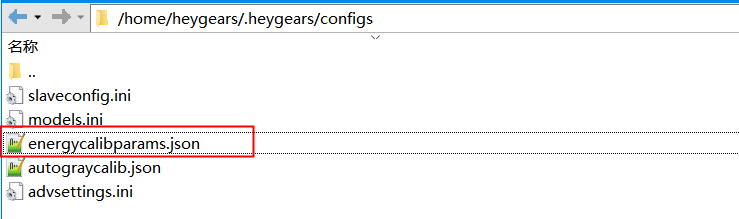 /home/heygears/.heygears/configs
名称
..
slaveconfig.ini
models.ini
energycalibparams.json
autograycalib.json
advsettings.ini